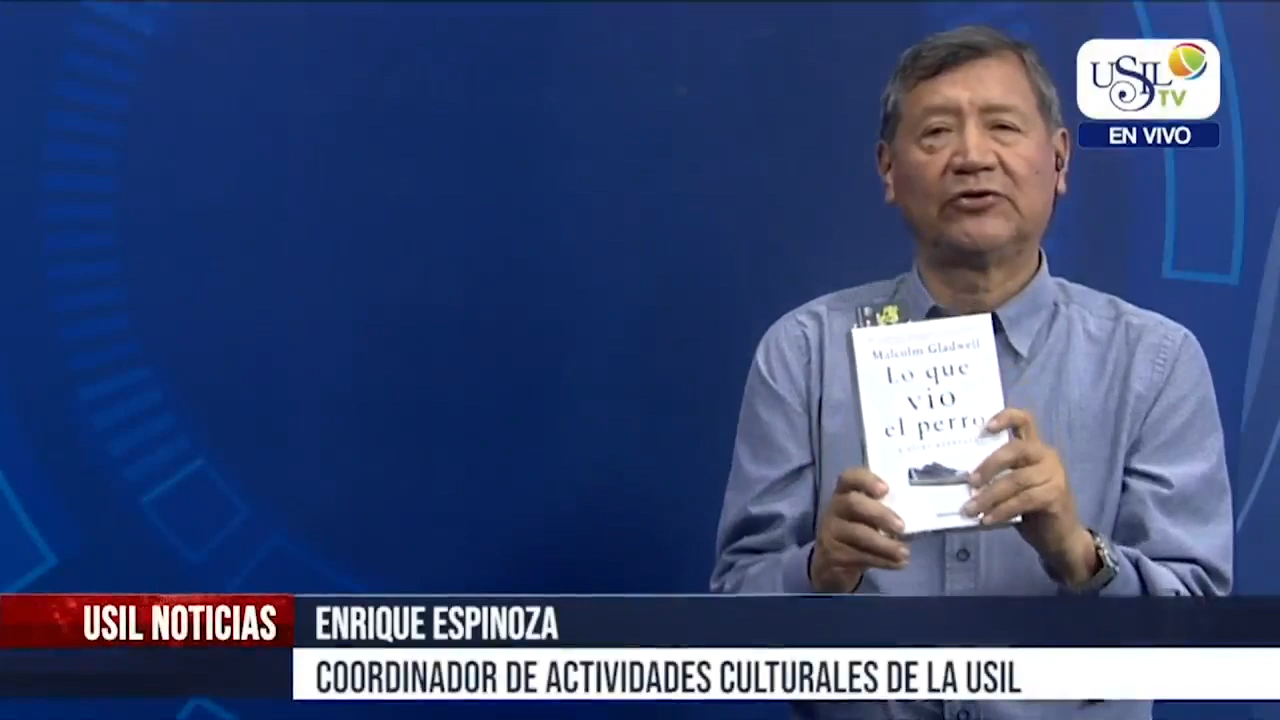 USIL
TV
EN VIVO
Malcolm Gladwell
Lo que
vio
el perro
USIL NOTICIAS
ENRIQUE ESPINOZA
COORDINADOR DE ACTIVIDADES CULTURALES DE LA USIL